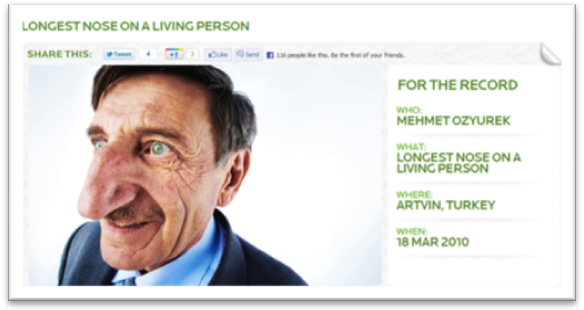 LONGEST NOSE ON A LIVING PERSON
SHARE THIS: Tweet 4 +1 3 Like Send 116 people like this. Be the first of your friends.
FOR THE RECORD
WHO:
MEHMET OZYUREK
WHAT:
LONGEST NOSE ON A
LIVING PERSON
WHERE:
ARTVIN, TURKEY
WHEN:
18 MAR 2010